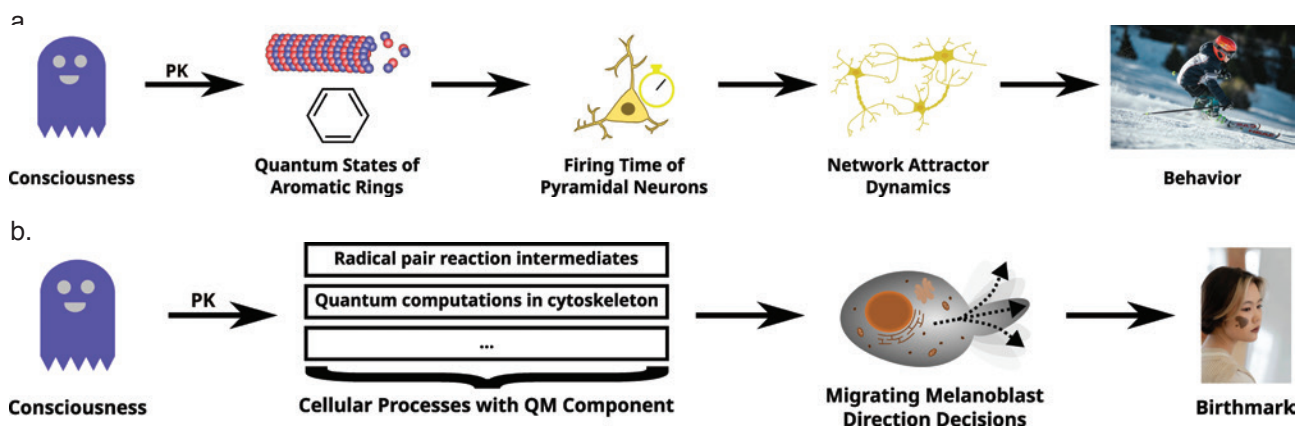 a.
PK
Consciousness
Quantum States of
Aromatic Rings
Firing Time of
Pyramidal Neurons
Network Attractor
Dynamics
Behavior
b.
PK
Consciousness
Radical pair reaction intermediates
Quantum computations in cytoskeleton
...
Cellular Processes with QM Component
Migrating Melanoblast
Direction Decisions
Birthmark